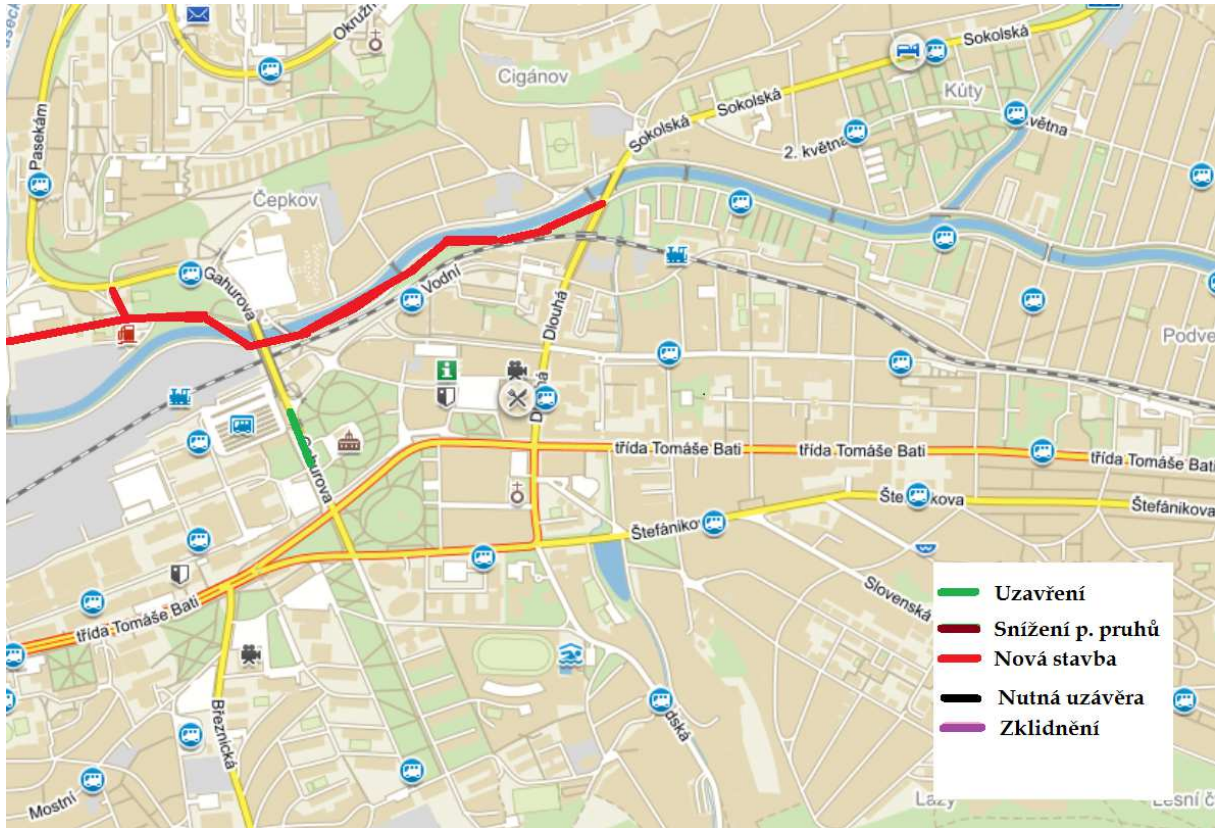 Okružní
Sokolská
Cigánov
Kúty
Sokolská
Sokolská
2. května
Pasekám
Čepkov
Gahurova
Vodní
Dlouhá
Podve
Gahurova
třída Tomáše Bati
třída Tomáše Bati
třída Tomáše Bati
Štefánikova
Štefánikova
Slovenská
třída Tomáše Bati
Březnická
Mostní
Lazy
Lesní č
Uzavření
Snížení p. pruhů
Nová stavba
Nutná uzávěra
Zklidnění